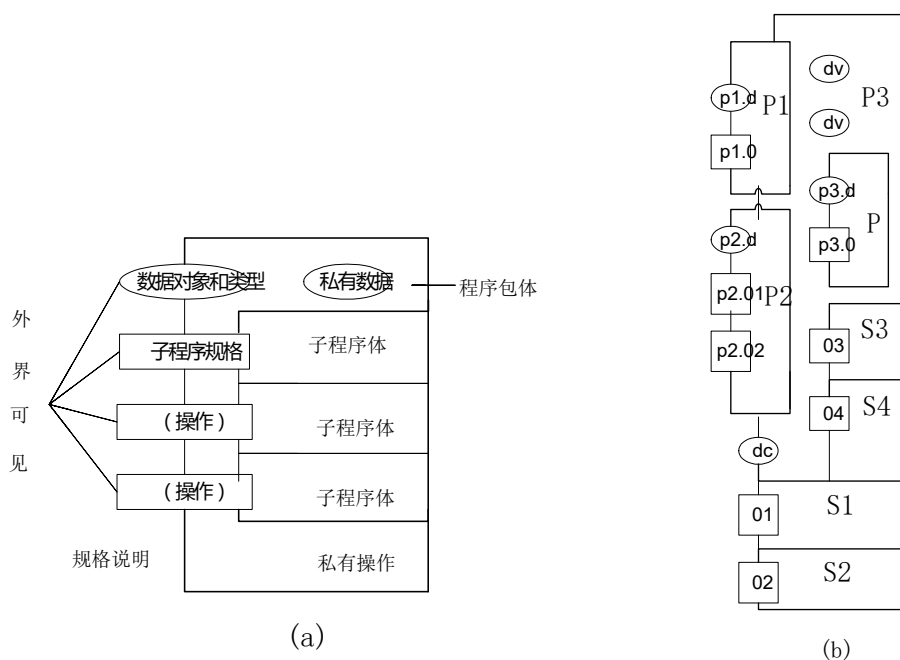 数据对象和类型
私有数据
程序包体
外
界
可
见
子程序规格
子程序体
(操作)
子程序体
(操作)
子程序体
规格说明
私有操作
(a)
dv
P3
p1.d
P1
dv
p1.0
p3.d
P
p3.0
p2.d
p2.01
P2
p2.02
S3
03
S4
04
dc
S1
01
S2
02
(b)